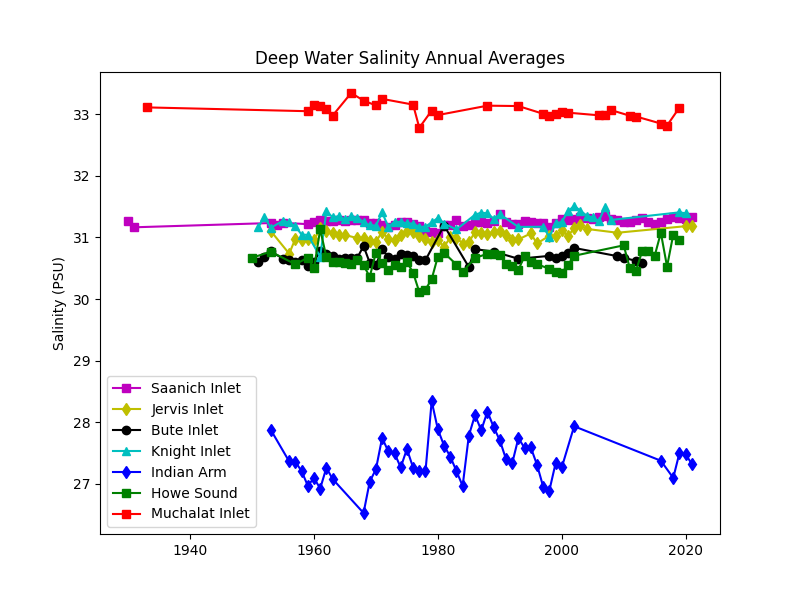 Deep Water Salinity Annual Averages
Salinity (PSU)
33
32
31
30
29
28
27
Saanich Inlet
Jervis Inlet
Bute Inlet
Knight Inlet
Indian Arm
Howe Sound
Muchalat Inlet
1940 1960 1980 2000 2020